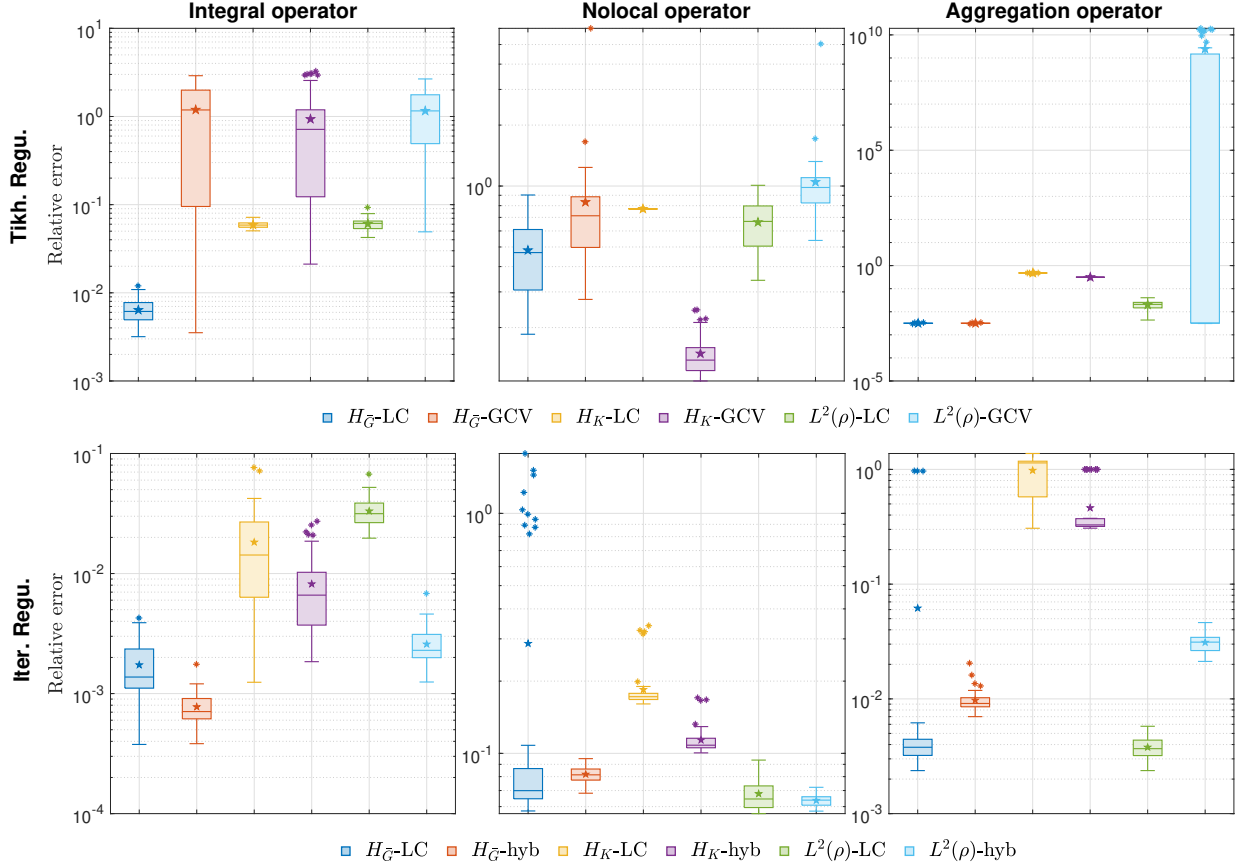 Integral operator Nolocal operator Aggregation operator
Tikh. Regu.
Relative error
10^1
10^0
10^-1
10^-2
10^-3
10^0
10^10
10^5
10^0
10^-5
H_Ḡ-LC H_Ḡ-GCV H_K-LC H_K-GCV L^2(ρ)-LC L^2(ρ)-GCV
Iter. Regu.
Relative error
10^-1
10^-2
10^-3
10^-4
10^0
10^-1
10^0
10^-1
10^-2
10^-3
H_Ḡ-LC H_Ḡ-hyb H_K-LC H_K-hyb L^2(ρ)-LC L^2(ρ)-hyb